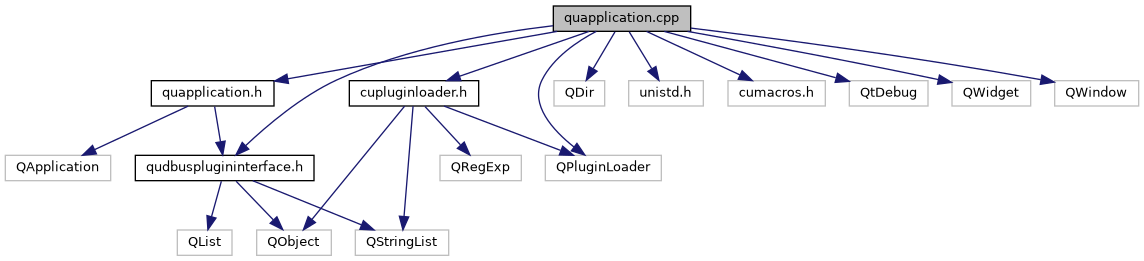 quapplication.cpp
quapplication.h
cupluginloader.h
QDir
unistd.h
cumacros.h
QtDebug
QWidget
QWindow
QApplication
qudbusplugininterface.h
QRegExp
QPluginLoader
QList
QObject
QStringList